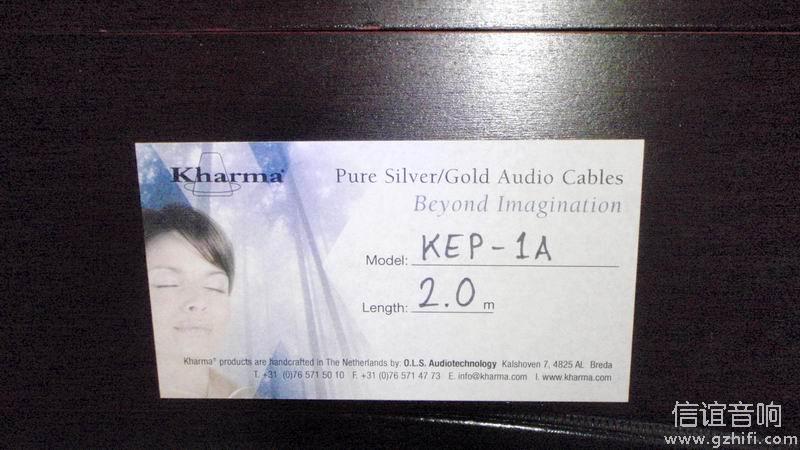 Kharma®
Pure Silver/Gold Audio Cables
Beyond Imagination
Model: KEP-1A
Length: 2.0 m
Kharma® products are handcrafted in The Netherlands by: O.L.S. Audiotechnology Kalshoven 7, 4825 AL Breda
T. +31 (0)76 571 50 10 F. +31 (0)76 571 47 73 E. info@kharma.com I. www.kharma.com
信谊音响
www.gzhifi.com